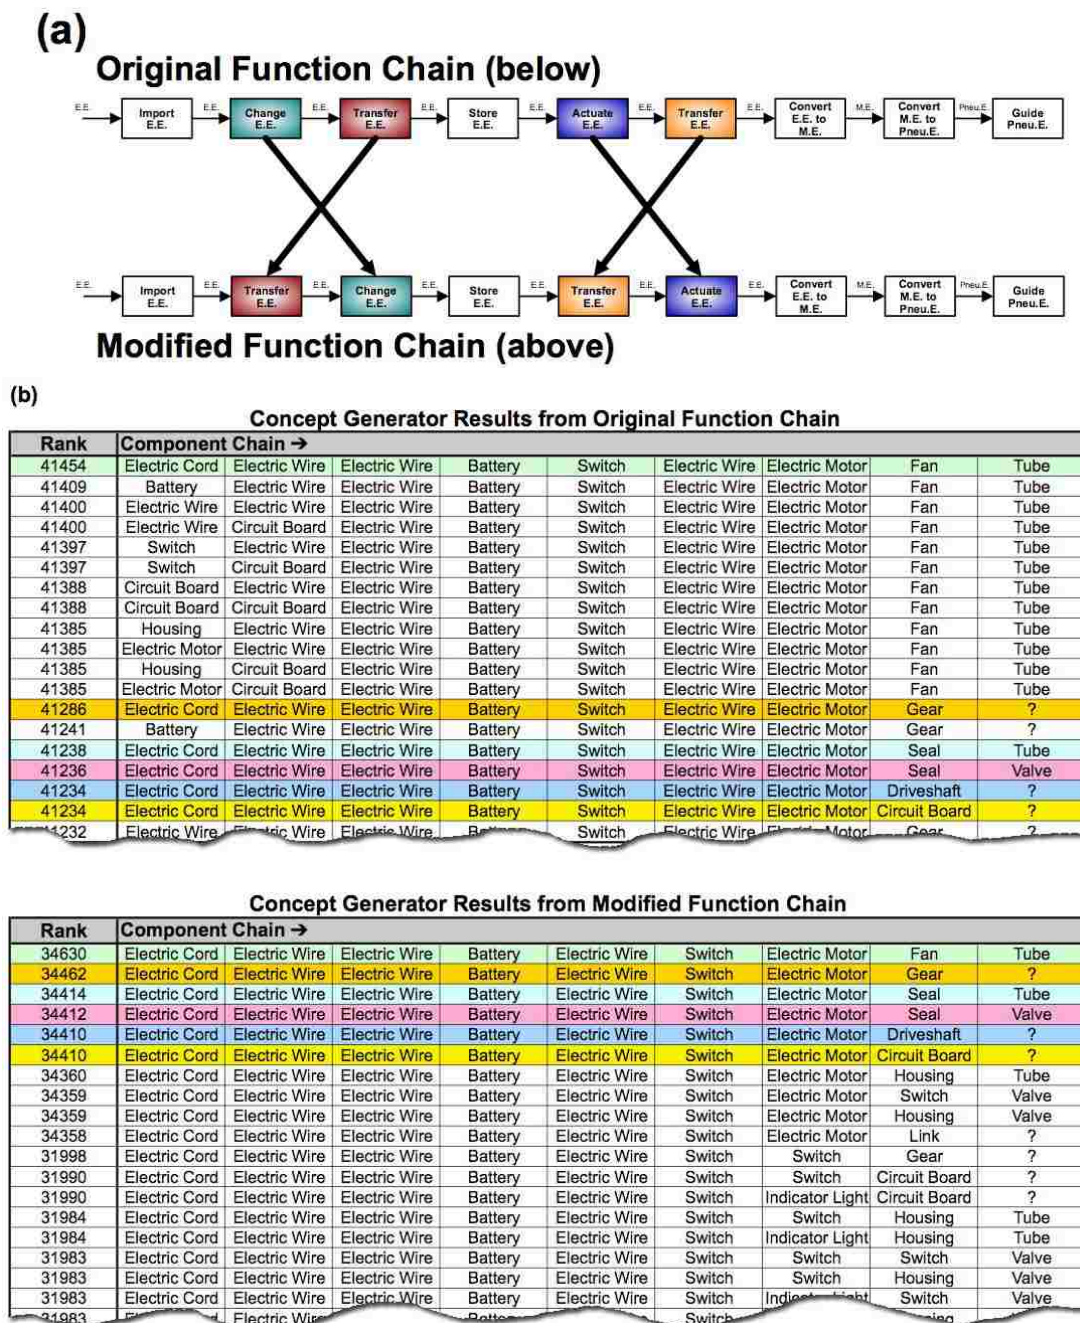 (a)
Original Function Chain (below)
E.E. Import E.E. E.E. Change E.E. E.E. Transfer E.E. E.E. Store E.E. E.E. Actuate E.E. E.E. Transfer E.E. E.E. Convert E.E. to M.E. M.E. Convert M.E. to Pneu.E. Pneu.E. Guide Pneu.E.
E.E. Import E.E. E.E. Transfer E.E. E.E. Change E.E. E.E. Store E.E. E.E. Transfer E.E. E.E. Actuate E.E. E.E. Convert E.E. to M.E. M.E. Convert M.E. to Pneu.E. Pneu.E. Guide Pneu.E.
Modified Function Chain (above)
(b)
Concept Generator Results from Original Function Chain
Rank Component Chain →
41454 Electric Cord Electric Wire Electric Wire Battery Switch Electric Wire Electric Motor Fan Tube
41409 Battery Electric Wire Electric Wire Battery Switch Electric Wire Electric Motor Fan Tube
41400 Electric Wire Electric Wire Electric Wire Battery Switch Electric Wire Electric Motor Fan Tube
41400 Electric Wire Circuit Board Electric Wire Battery Switch Electric Wire Electric Motor Fan Tube
41397 Switch Electric Wire Electric Wire Battery Switch Electric Wire Electric Motor Fan Tube
41397 Switch Circuit Board Electric Wire Battery Switch Electric Wire Electric Motor Fan Tube
41388 Circuit Board Electric Wire Electric Wire Battery Switch Electric Wire Electric Motor Fan Tube
41388 Circuit Board Circuit Board Electric Wire Battery Switch Electric Wire Electric Motor Fan Tube
41385 Housing Electric Wire Electric Wire Battery Switch Electric Wire Electric Motor Fan Tube
41385 Electric Motor Electric Wire Electric Wire Battery Switch Electric Wire Electric Motor Fan Tube
41385 Housing Circuit Board Electric Wire Battery Switch Electric Wire Electric Motor Fan Tube
41385 Electric Motor Circuit Board Electric Wire Battery Switch Electric Wire Electric Motor Fan Tube
41286 Electric Cord Electric Wire Electric Wire Battery Switch Electric Wire Electric Motor Gear ?
41241 Battery Electric Wire Electric Wire Battery Switch Electric Wire Electric Motor Gear ?
41238 Electric Cord Electric Wire Electric Wire Battery Switch Electric Wire Electric Motor Seal Tube
41236 Electric Cord Electric Wire Electric Wire Battery Switch Electric Wire Electric Motor Seal Valve
41234 Electric Cord Electric Wire Electric Wire Battery Switch Electric Wire Electric Motor Driveshaft ?
41234 Electric Cord Electric Wire Electric Wire Battery Switch Electric Wire Electric Motor Circuit Board ?
Electric Wire Switch Electric Wire Motor Gear ?
Concept Generator Results from Modified Function Chain
Rank Component Chain →
34630 Electric Cord Electric Wire Electric Wire Battery Electric Wire Switch Electric Motor Fan Tube
34462 Electric Cord Electric Wire Electric Wire Battery Electric Wire Switch Electric Motor Gear ?
34414 Electric Cord Electric Wire Electric Wire Battery Electric Wire Switch Electric Motor Seal Tube
34412 Electric Cord Electric Wire Electric Wire Battery Electric Wire Switch Electric Motor Seal Valve
34410 Electric Cord Electric Wire Electric Wire Battery Electric Wire Switch Electric Motor Driveshaft ?
34410 Electric Cord Electric Wire Electric Wire Battery Electric Wire Switch Electric Motor Circuit Board ?
34360 Electric Cord Electric Wire Electric Wire Battery Electric Wire Switch Electric Motor Housing Tube
34359 Electric Cord Electric Wire Electric Wire Battery Electric Wire Switch Electric Motor Switch Valve
34359 Electric Cord Electric Wire Electric Wire Battery Electric Wire Switch Electric Motor Housing Valve
34358 Electric Cord Electric Wire Electric Wire Battery Electric Wire Switch Electric Motor Link ?
31998 Electric Cord Electric Wire Electric Wire Battery Electric Wire Switch Switch Gear ?
31990 Electric Cord Electric Wire Electric Wire Battery Electric Wire Switch Switch Circuit Board ?
31990 Electric Cord Electric Wire Electric Wire Battery Electric Wire Switch Indicator Light Circuit Board ?
31984 Electric Cord Electric Wire Electric Wire Battery Electric Wire Switch Switch Housing Tube
31984 Electric Cord Electric Wire Electric Wire Battery Electric Wire Switch Indicator Light Housing Tube
31983 Electric Cord Electric Wire Electric Wire Battery Electric Wire Switch Switch Switch Valve
31983 Electric Cord Electric Wire Electric Wire Battery Electric Wire Switch Switch Housing Valve
31983 Electric Cord Electric Wire Electric Wire Battery Electric Wire Switch Switch Valve
31983 Electric Wire Switch